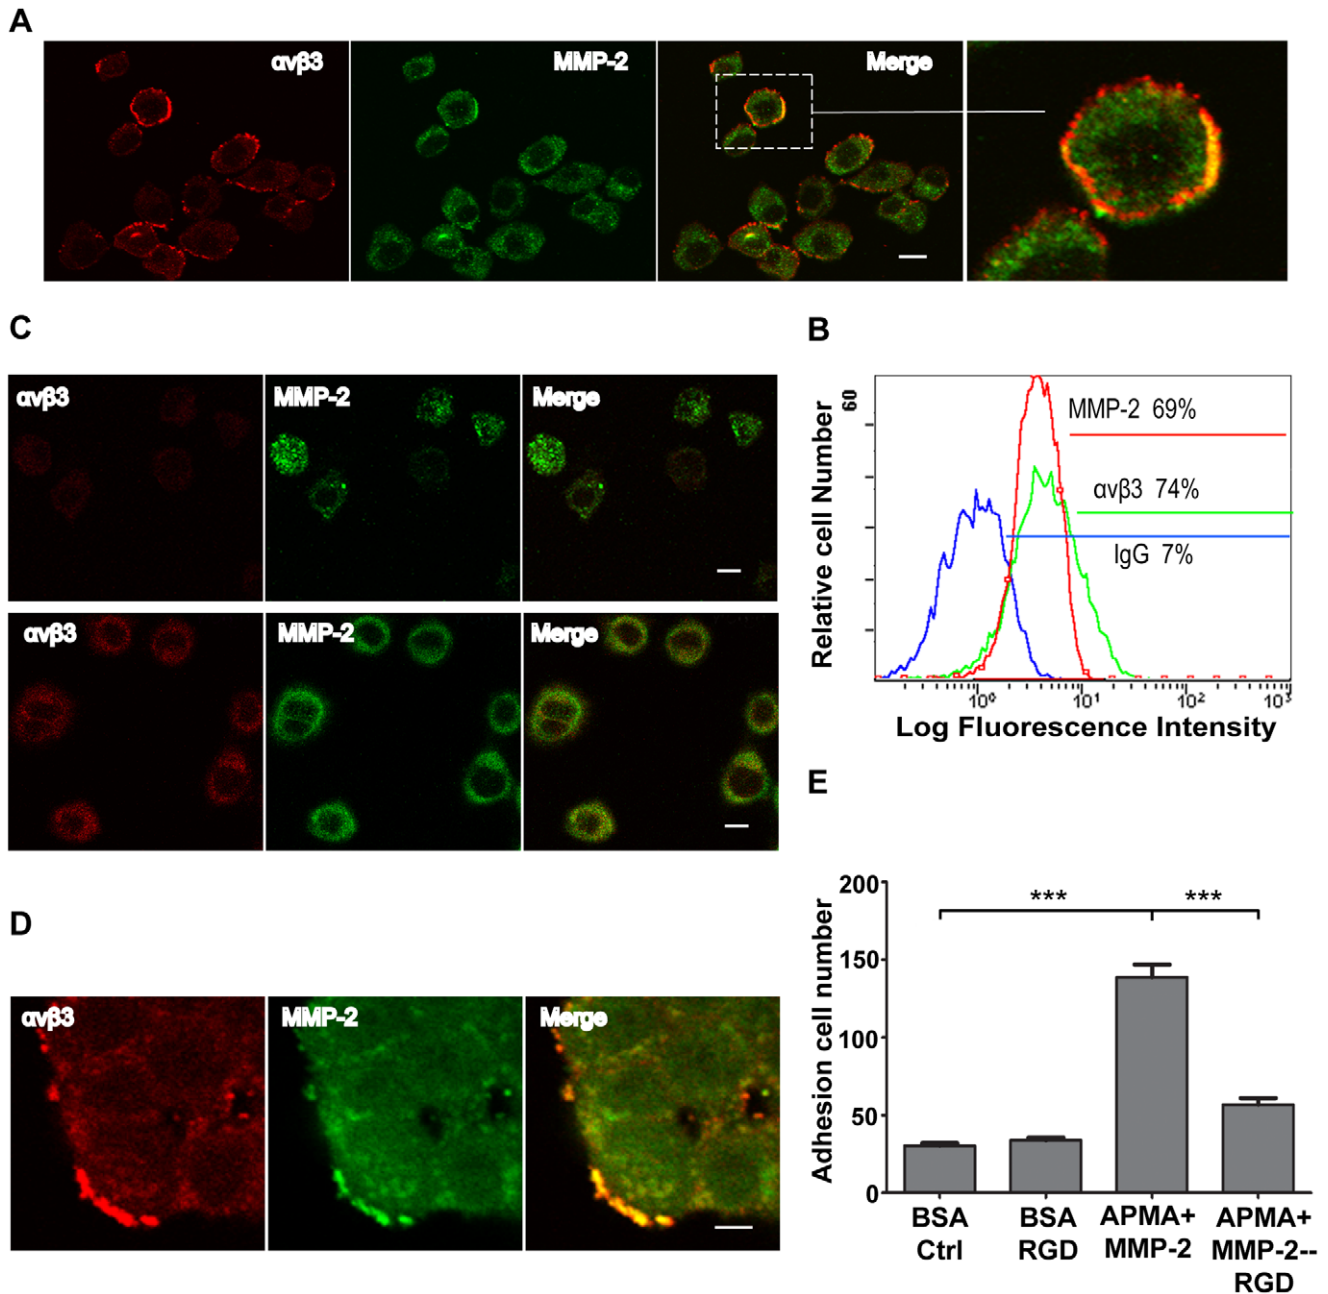 A
αvβ3
MMP-2
Merge
C
αvβ3
MMP-2
Merge
αvβ3
MMP-2
Merge
B
60
Relative cell Number
MMP-2 69%
αvβ3 74%
IgG 7%
10⁰
10¹
10²
10³
Log Fluorescence Intensity
D
αvβ3
MMP-2
Merge
E
Adhesion cell number
200
150
100
50
0
***
***
BSA
Ctrl
BSA
RGD
APMA+
MMP-2
APMA+
MMP-2--
RGD